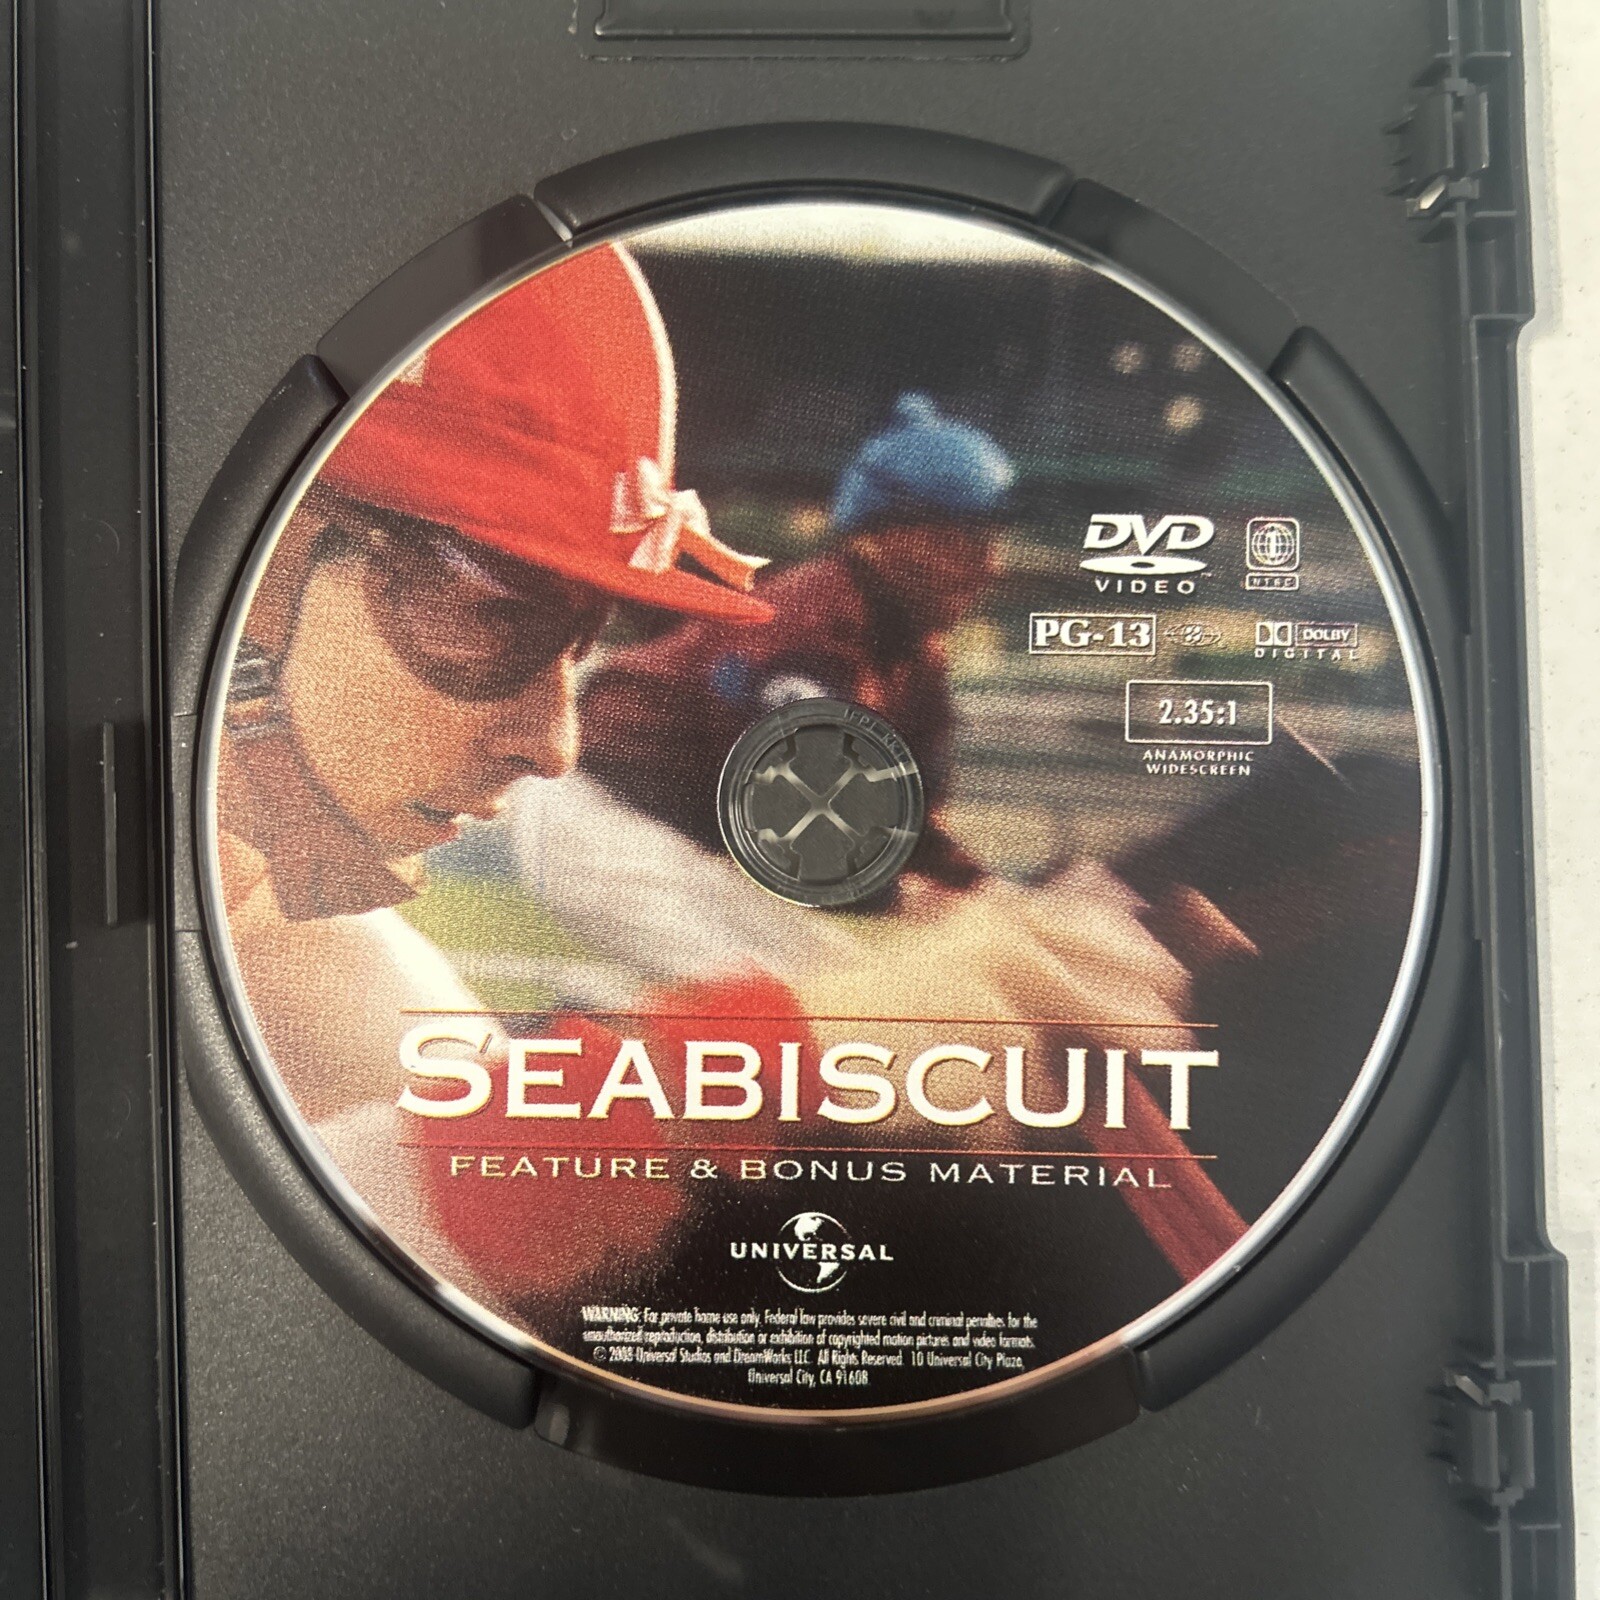 DVD
VIDEO
1
NTSC
PG-13
DOLBY
DIGITAL
2.35:1
ANAMORPHIC
WIDESCREEN
SEABISCUIT
FEATURE & BONUS MATERIAL
UNIVERSAL
WARNING: For private home use only. Federal law provides severe civil and criminal penalties for the
unauthorized reproduction, distribution or exhibition of copyrighted motion pictures and video formats.
© 2003 Universal Studios and DreamWorks LLC. All Rights Reserved. 10 Universal City Plaza,
Universal City, CA 91608